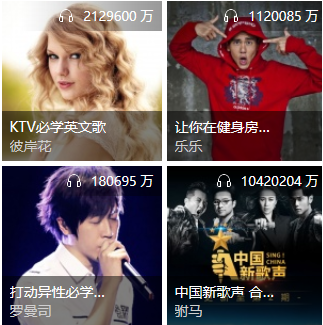 2129600 万
KTV必学英文歌
彼岸花
1120085 万
让你在健身房...
乐乐
180695 万
打动异性必学...
罗曼司
10420204 万
SING!
CHINA
中国
新歌声
中国新歌声 合...
驸马